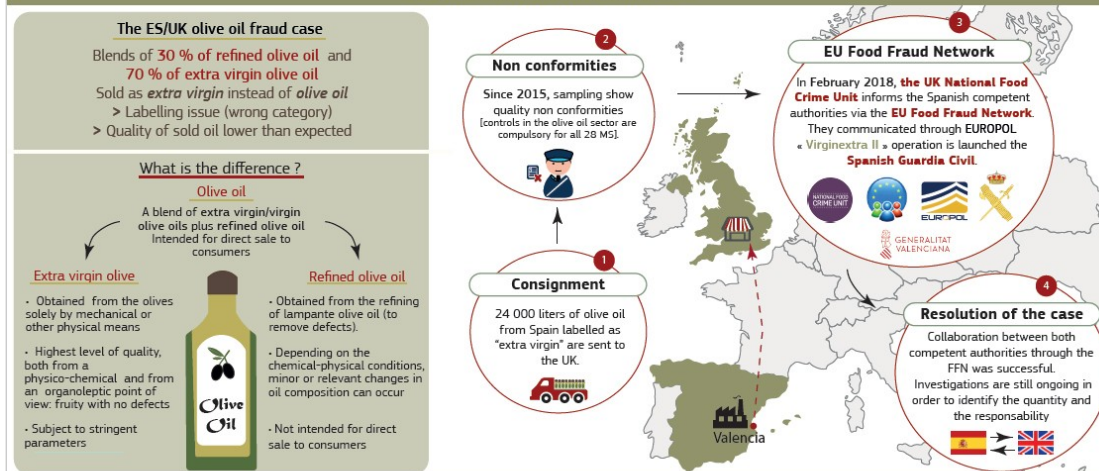 The ES/UK olive oil fraud case
Blends of 30 % of refined olive oil and
70 % of extra virgin olive oil
Sold as extra virgin instead of olive oil
> Labelling issue (wrong category)
> Quality of sold oil lower than expected
What is the difference ?
Olive oil
A blend of extra virgin/virgin
olive oils plus refined olive oil
Intended for direct sale to
consumers
Extra virgin olive
• Obtained from the olives
solely by mechanical or
other physical means
• Highest level of quality,
both from a
physico-chemical and from
an organoleptic point of
view: fruity with no defects
• Subject to stringent
parameters
Olive
Oil
Refined olive oil
• Obtained from the refining
of lampante olive oil (to
remove defects).
• Depending on the
chemical-physical conditions,
minor or relevant changes in
oil composition can occur
• Not intended for direct
sale to consumers
1
Consignment
24 000 liters of olive oil
from Spain labelled as
"extra virgin" are sent to
the UK.
2
Non conformities
Since 2015, sampling show
quality non conformities
[controls in the olive oil sector are
compulsory for all 28 MS].
3
EU Food Fraud Network
In February 2018, the UK National Food
Crime Unit informs the Spanish competent
authorities via the EU Food Fraud Network.
They communicated through EUROPOL
« Virginextra II » operation is launched the
Spanish Guardia Civil.
NATIONAL FOOD
CRIME UNIT
EUROPOL
GENERALITAT
VALENCIANA
4
Resolution of the case
Collaboration between both
competent authorities through the
FFN was successful.
Investigations are still ongoing in
order to identify the quantity and
the responsability
Valencia